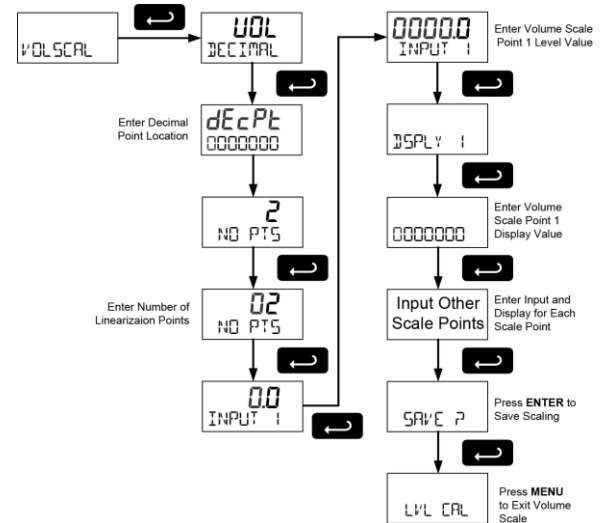 VOLSCAL
VOL
DECIMAL
Enter Decimal
Point Location
dEcPt
0000000
2
NO PTS
Enter Number of
Linearizaion Points
02
NO PTS
0.0
INPUT 1
0000.0
INPUT 1
Enter Volume Scale
Point 1 Level Value
DSPLY 1
0000000
Enter Volume
Scale Point 1
Display Value
Input Other
Scale Points
Enter Input and
Display for Each
Scale Point
SAVE ?
Press ENTER to
Save Scaling
LVL CAL
Press MENU
to Exit Volume
Scale